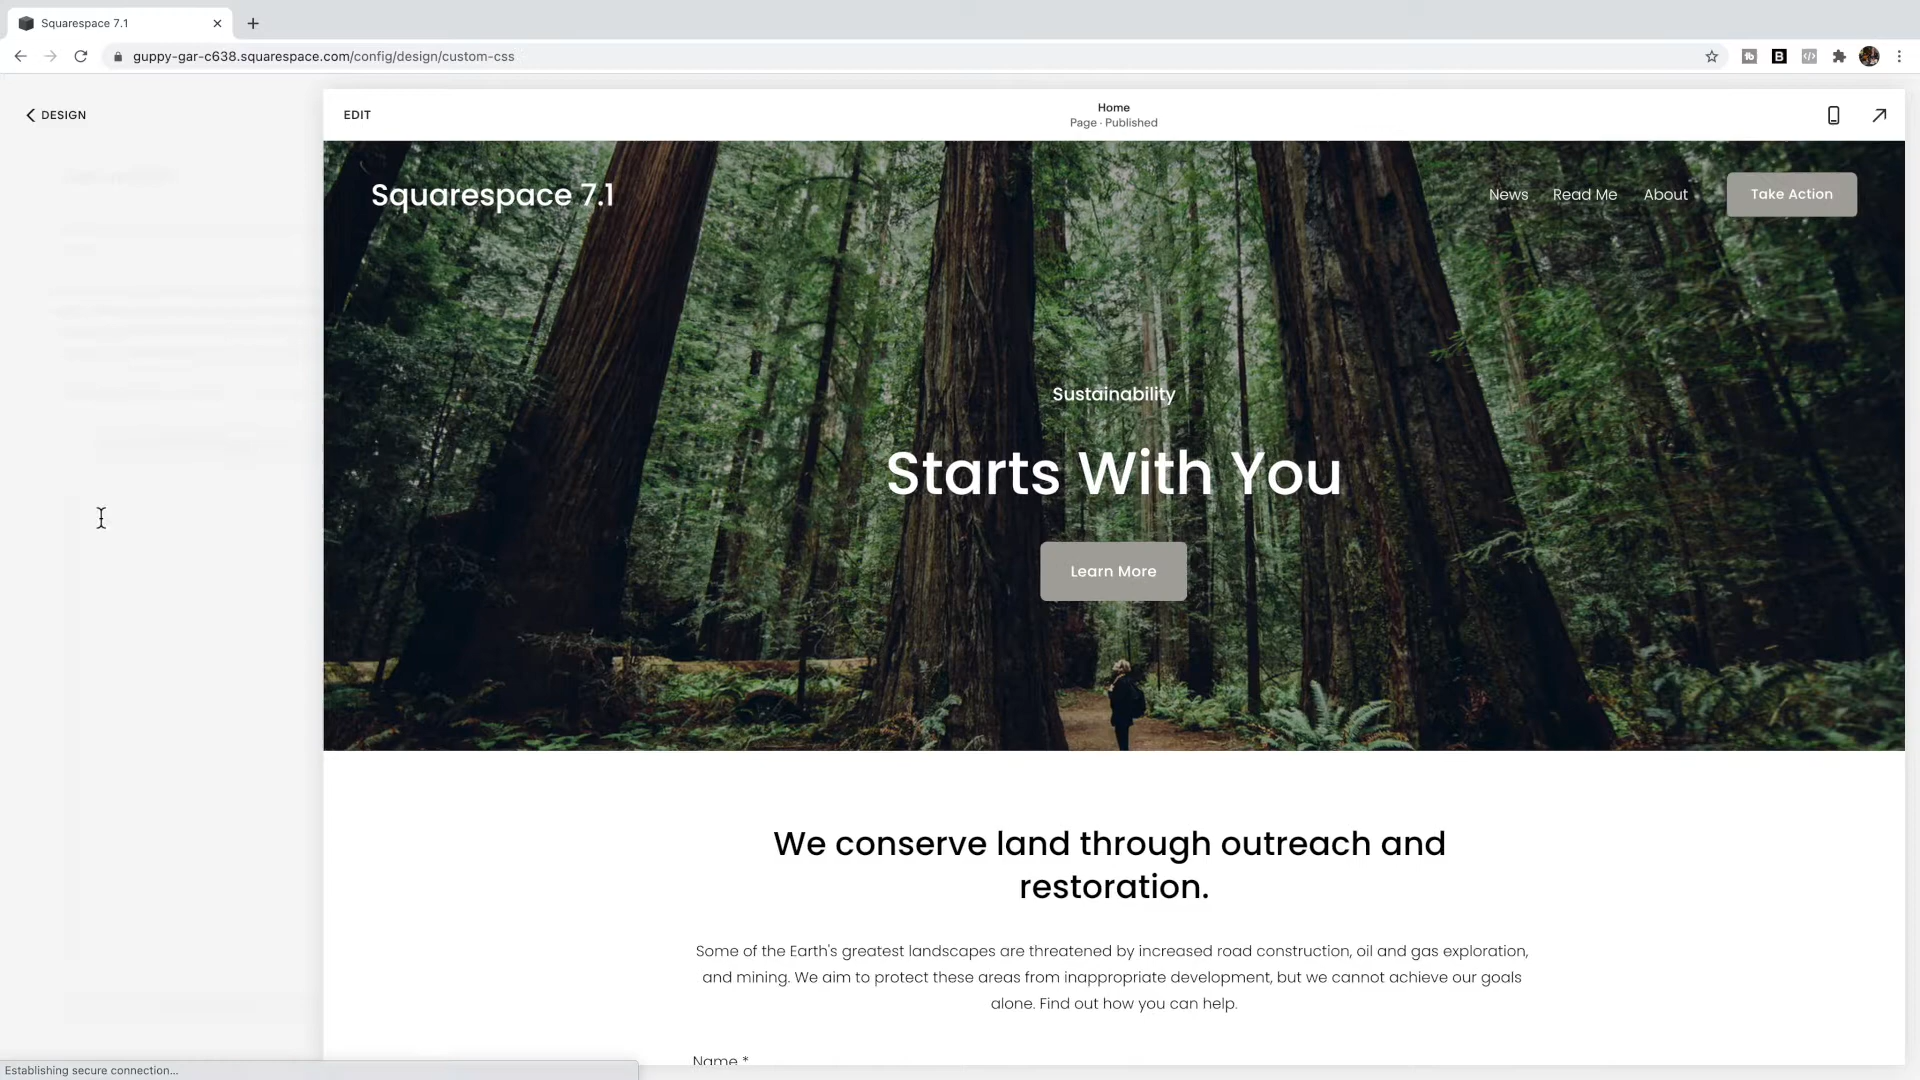 Squarespace 7.1
guppy-gar-c638.squarespace.com/config/design/custom-css
DESIGN
EDIT
Home
Page · Published
Squarespace 7.1
News
Read Me
About
Take Action
Sustainability
Starts With You
Learn More
We conserve land through outreach and
restoration.
Some of the Earth's greatest landscapes are threatened by increased road construction, oil and gas exploration,
and mining. We aim to protect these areas from inappropriate development, but we cannot achieve our goals
alone. Find out how you can help.
Name *
Establishing secure connection...